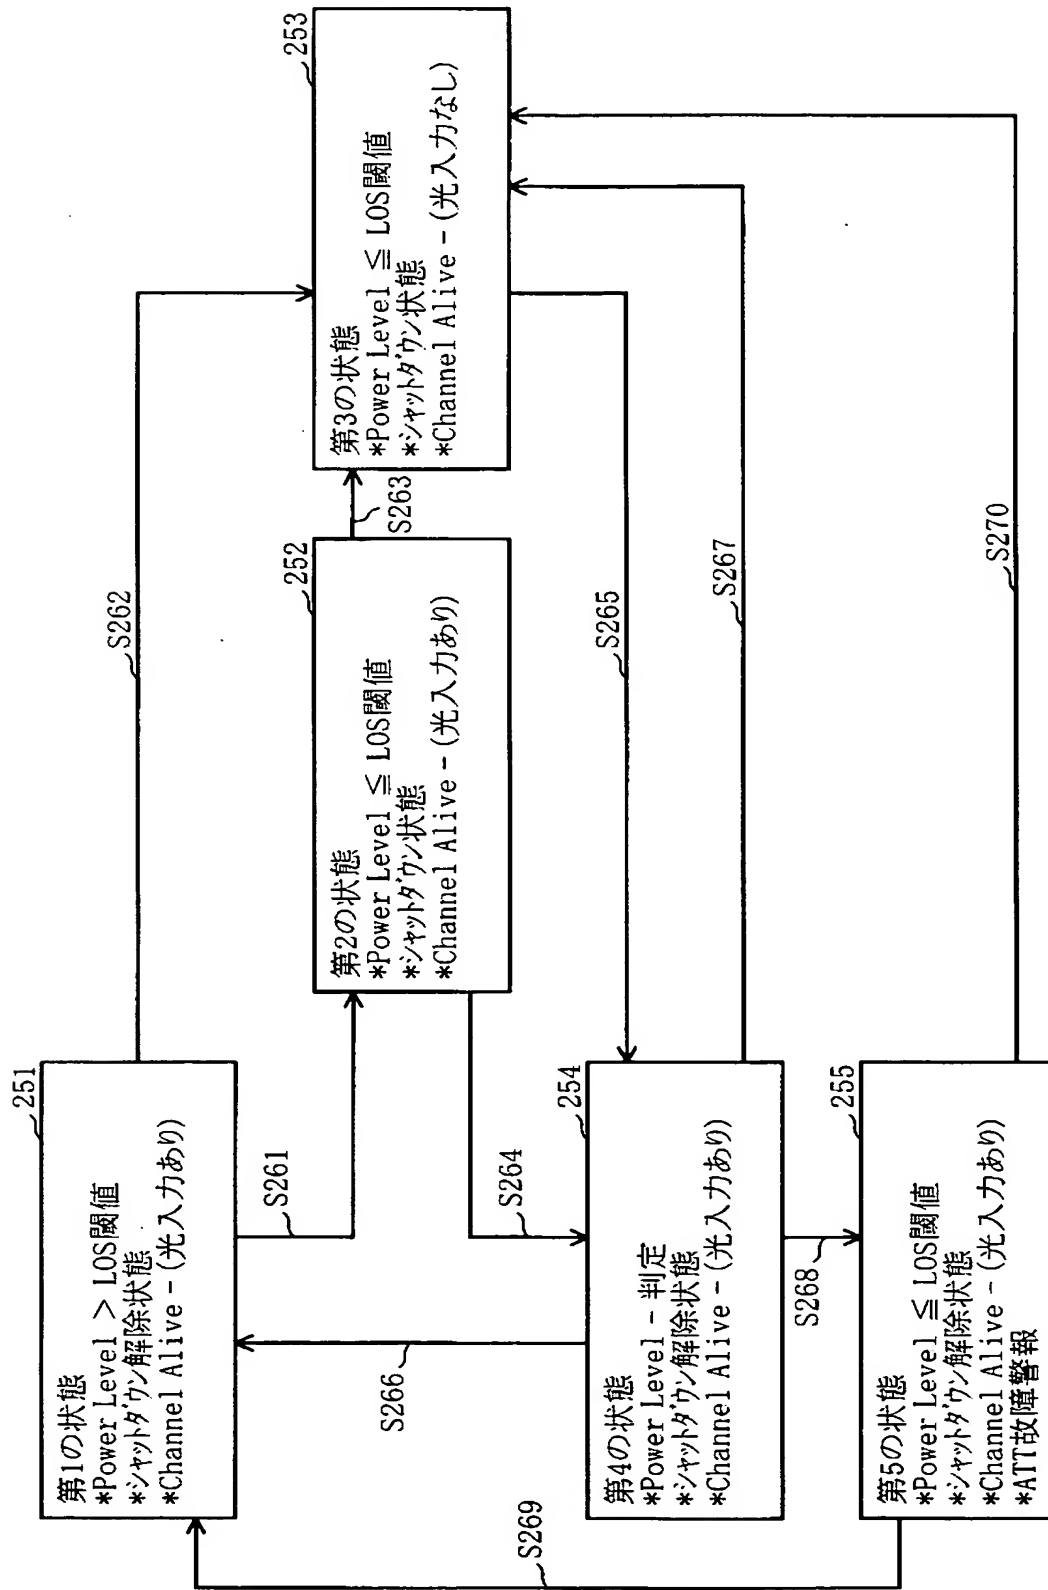 251
第1の状態
*Power Level > LOS閾値
*シャットダウン解除状態
*Channel Alive - (光入力あり)
S261
S262
252
第2の状態
*Power Level ≦ LOS閾値
*シャットダウン状態
*Channel Alive - (光入力あり)
S263
253
第3の状態
*Power Level ≦ LOS閾値
*シャットダウン状態
*Channel Alive - (光入力なし)
S264
S265
S266
254
第4の状態
*Power Level - 判定
*シャットダウン解除状態
*Channel Alive - (光入力あり)
S267
S268
255
第5の状態
*Power Level ≦ LOS閾値
*シャットダウン解除状態
*Channel Alive - (光入力あり)
*ATT故障警報
S269
S270